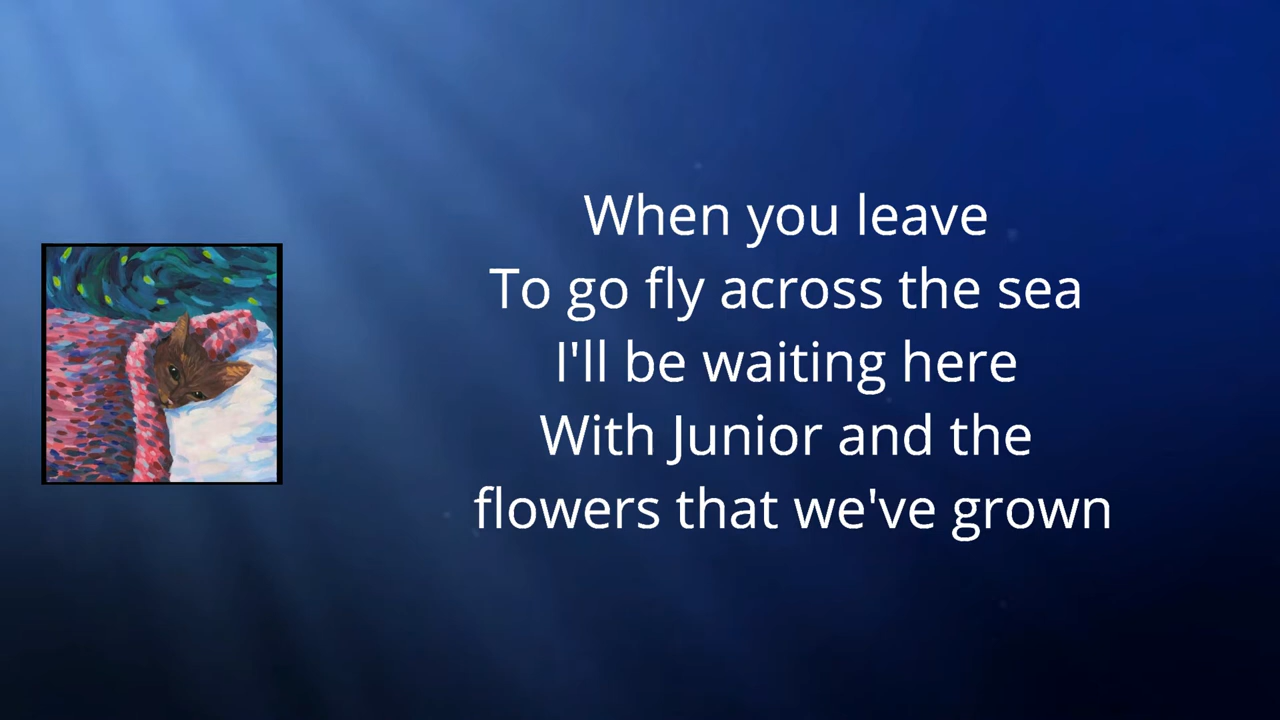 When you leave
To go fly across the sea
I'll be waiting here
With Junior and the
flowers that we've grown